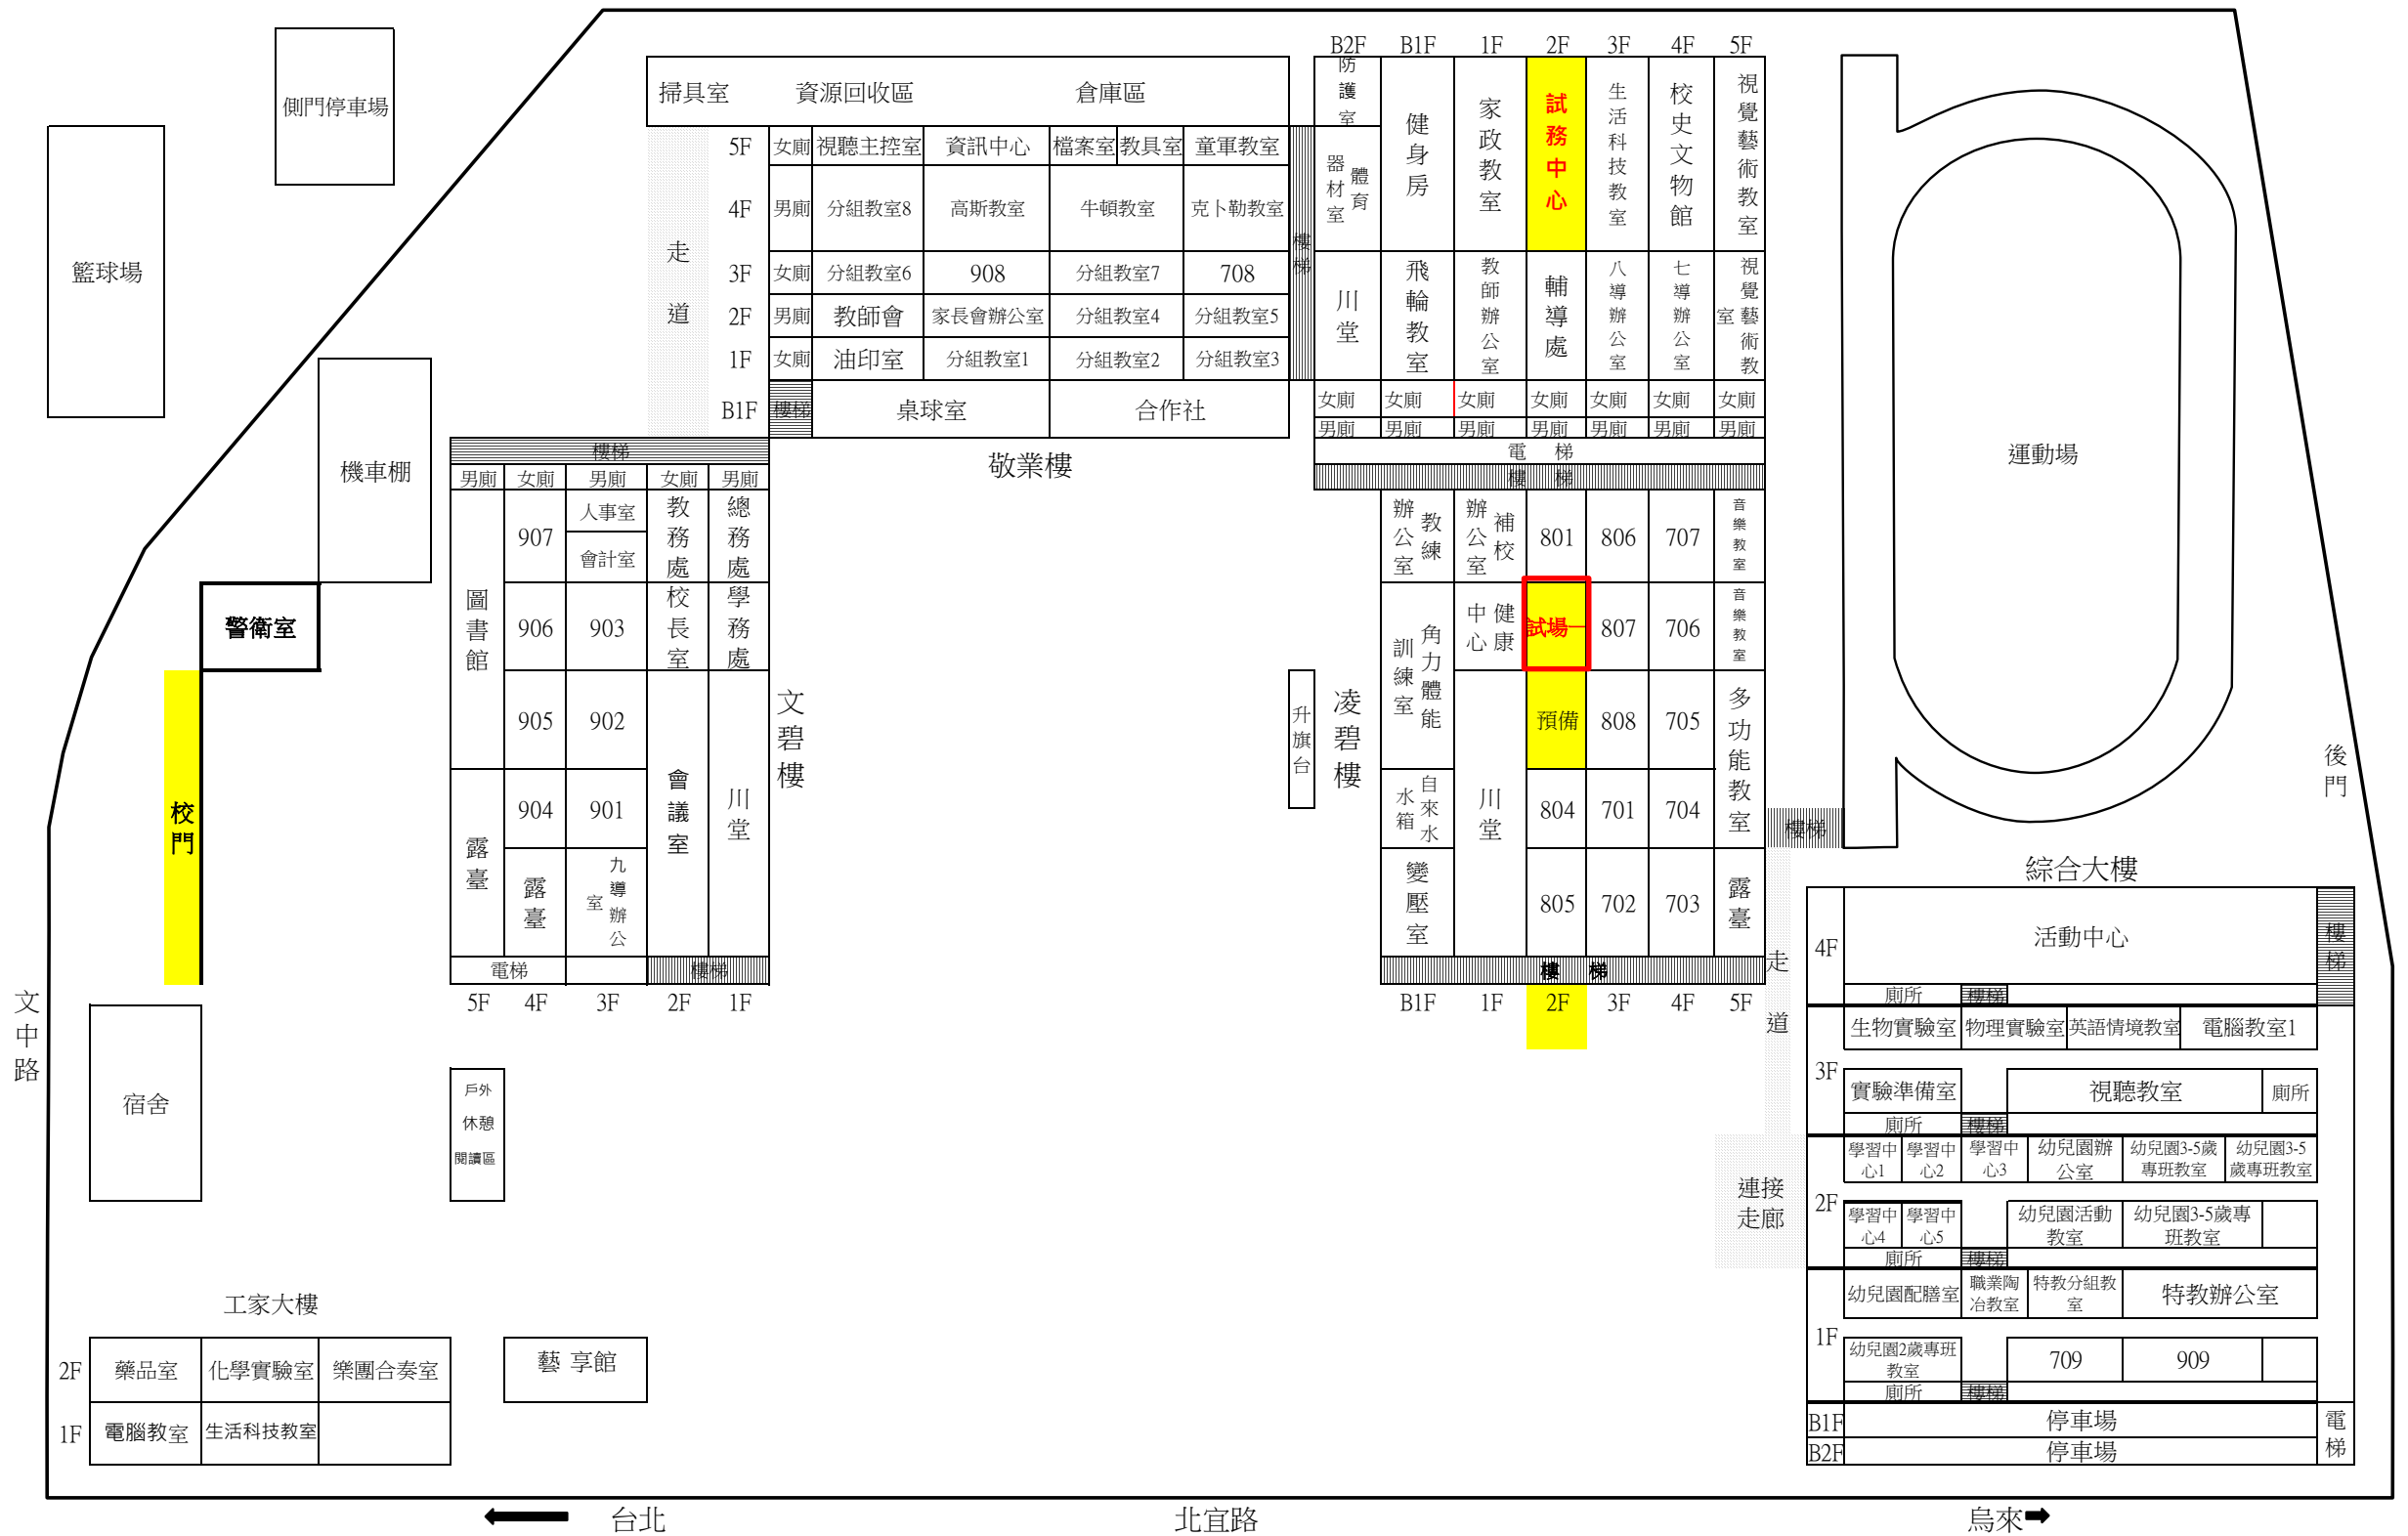 側門停車場
籃球場
機車棚
警衛室
校門
文中路
宿舍
掃具室 資源回收區 倉庫區
走道
5F 女廁 視聽主控室 資訊中心 檔案室 教具室 童軍教室
4F 男廁 分組教室8 高斯教室 牛頓教室 克卜勒教室
3F 女廁 分組教室6 908 分組教室7 708
2F 男廁 教師會 家長會辦公室 分組教室4 分組教室5
1F 女廁 油印室 分組教室1 分組教室2 分組教室3
B1F 樓梯 桌球室 合作社
樓梯
敬業樓
樓梯
男廁 女廁 男廁 女廁 男廁
圖書館
露臺
907
906
905
904
露臺
人事室
會計室
903
902
901
九導辦公室
教務處
校長室
會議室
總務處
學務處
川堂
電梯 樓梯
5F 4F 3F 2F 1F
文碧樓
戶外
休憩
閱讀區
B2F B1F 1F 2F 3F 4F 5F
防護室
體育器材室
川堂
健身房
飛輪教室
家政教室
教師辦公室
試務中心
輔導處
生活科技教室
八導辦公室
校史文物館
七導辦公室
視覺藝術教室
視覺藝術教室
女廁 女廁 女廁 女廁 女廁 女廁 女廁
男廁 男廁 男廁 男廁 男廁 男廁 男廁
電 梯
樓 梯
教練辦公室
角力體能訓練室
自來水水箱
變壓室
補校辦公室
健康中心
川堂
801
試場一
預備
804
805
806
807
808
701
702
707
706
705
704
703
音樂教室
音樂教室
多功能教室
露臺
樓 梯
B1F 1F 2F 3F 4F 5F
升旗台
凌碧樓
運動場
後門
樓梯
走道
連接
走廊
綜合大樓
4F 活動中心 樓梯
廁所 樓梯
3F
生物實驗室 物理實驗室 英語情境教室 電腦教室1
實驗準備室 視聽教室 廁所
廁所 樓梯
2F
學習中心1 學習中心2 學習中心3 幼兒園辦公室 幼兒園3-5歲專班教室 幼兒園3-5歲專班教室
學習中心4 學習中心5 幼兒園活動教室 幼兒園3-5歲專班教室
廁所 樓梯
1F
幼兒園配膳室 職業陶冶教室 特教分組教室 特教辦公室
幼兒園2歲專班教室 709 909
廁所 樓梯
B1F 停車場
B2F 停車場
電梯
工家大樓
2F 藥品室 化學實驗室 樂團合奏室
1F 電腦教室 生活科技教室
藝 享館
台北 北宜路 烏來